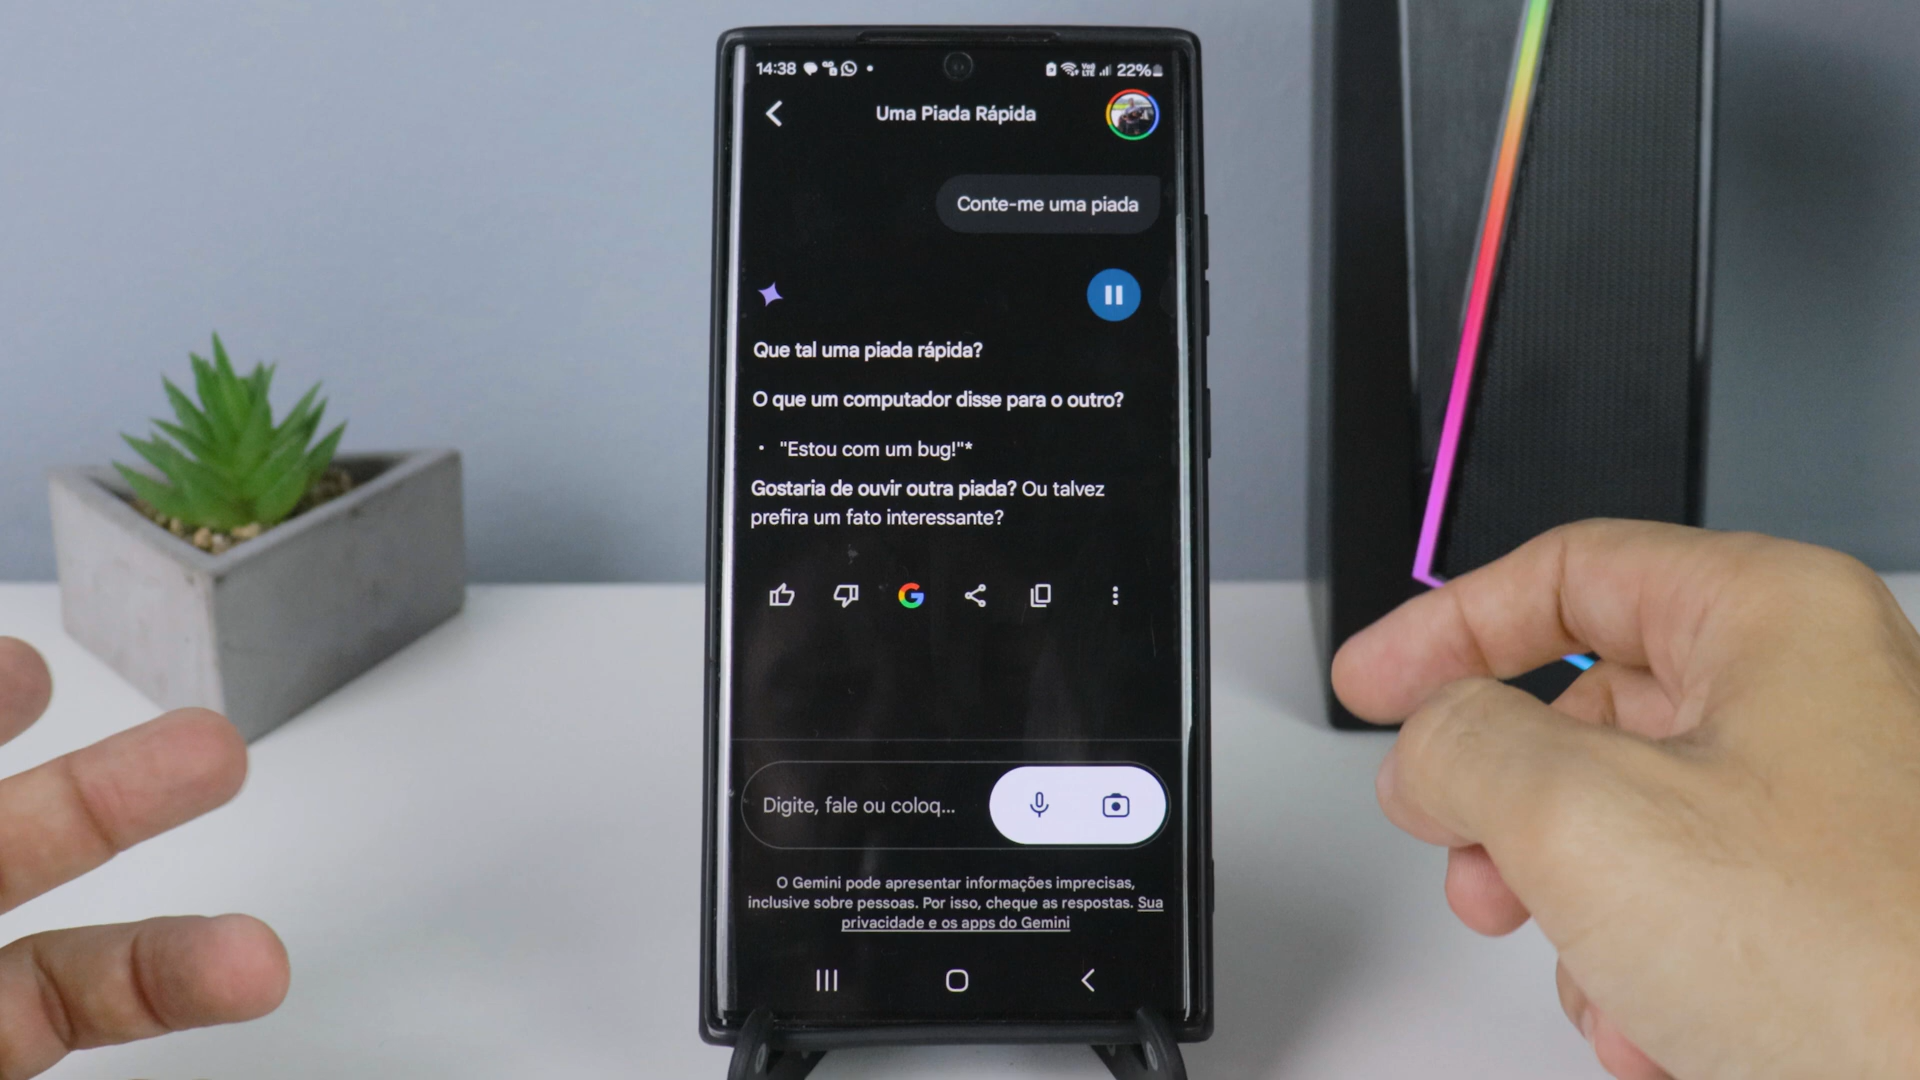 14:38
22%
Uma Piada Rápida
Conte-me uma piada
Que tal uma piada rápida?
O que um computador disse para o outro?
• "Estou com um bug!"*
Gostaria de ouvir outra piada? Ou talvez
prefira um fato interessante?
Digite, fale ou coloq...
O Gemini pode apresentar informações imprecisas,
inclusive sobre pessoas. Por isso, cheque as respostas. Sua
privacidade e os apps do Gemini